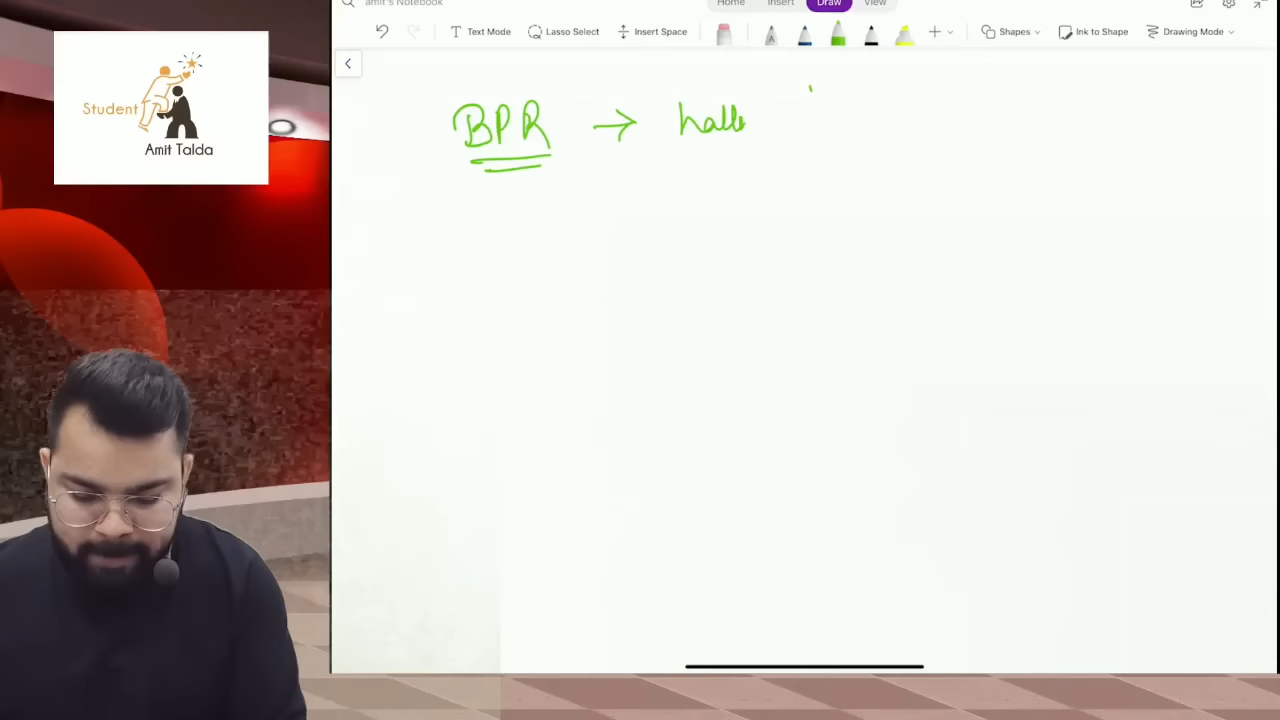 amit's Notebook
Home Insert Draw View
Text Mode Lasso Select Insert Space Shapes Ink to Shape Drawing Mode
Student
Amit Talda
BPR →